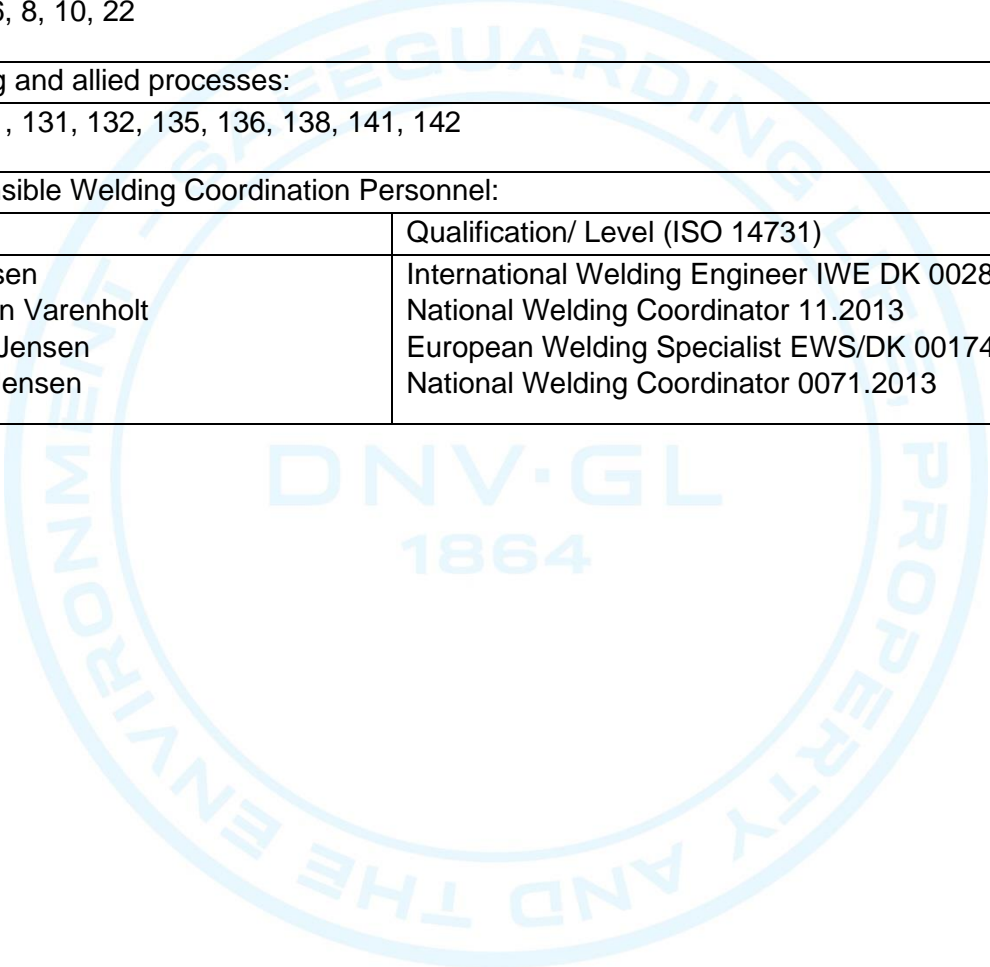 6, 8, 10, 22
g and allied processes:
, 131, 132, 135, 136, 138, 141, 142
nsible Welding Coordination Personnel:
Qualification/ Level (ISO 14731)
sen International Welding Engineer IWE DK 0028
n Varenholt National Welding Coordinator 11.2013
Jensen European Welding Specialist EWS/DK 00174
ensen National Welding Coordinator 0071.2013
SAFEGUARDING LIFE, PROPERTY AND THE ENVIRONMENT
DNV·GL
1864